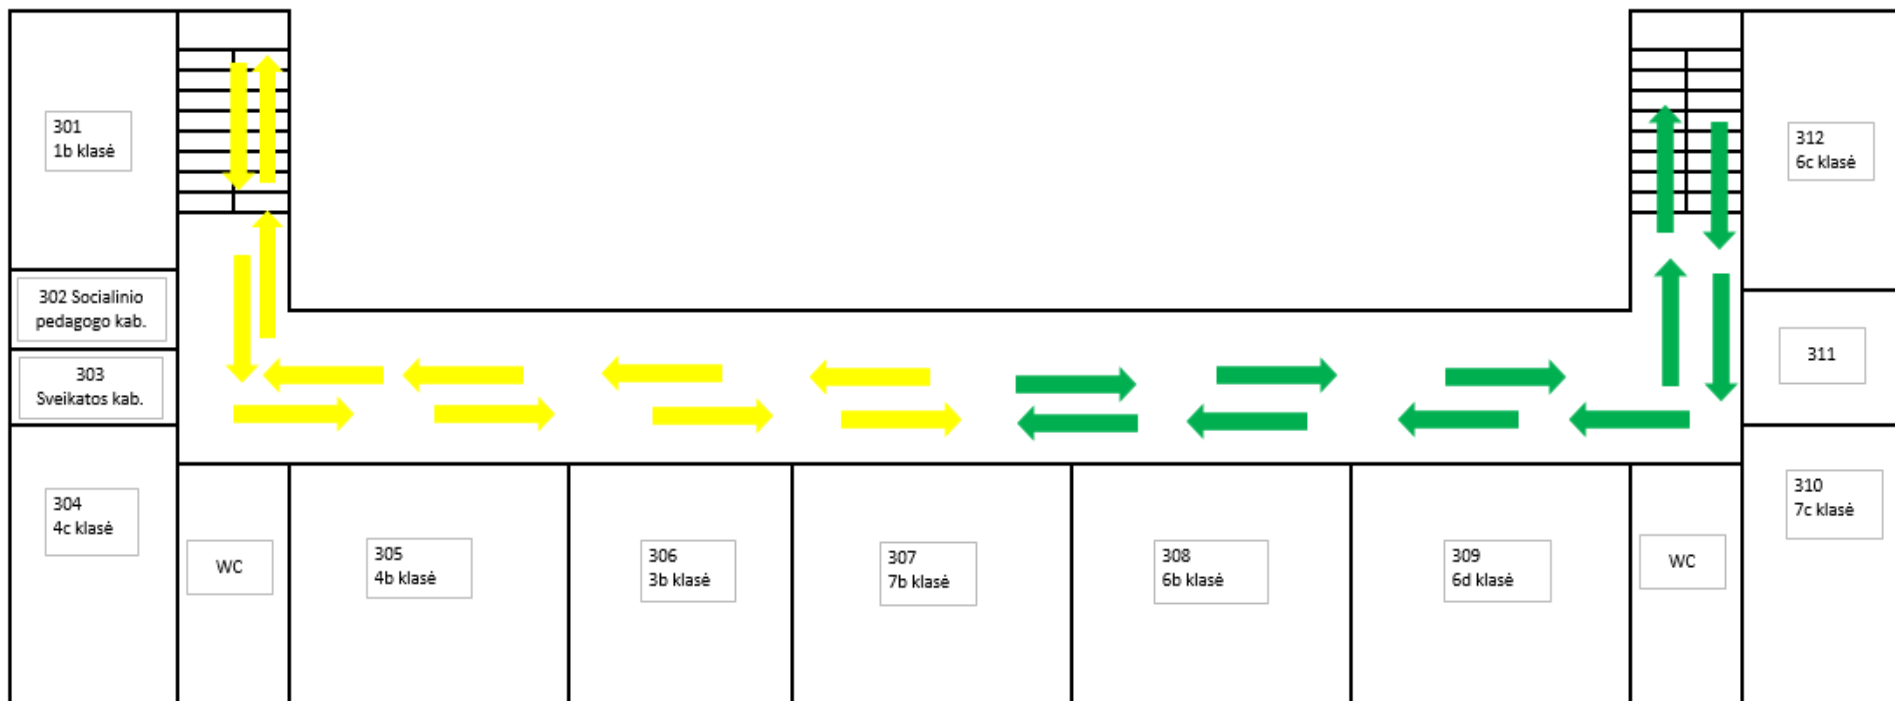 301
1b klasė
312
6c klasė
302 Socialinio
pedagogo kab.
303
Sveikatos kab.
311
304
4c klasė
310
7c klasė
WC
305
4b klasė
306
3b klasė
307
7b klasė
308
6b klasė
309
6d klasė
WC